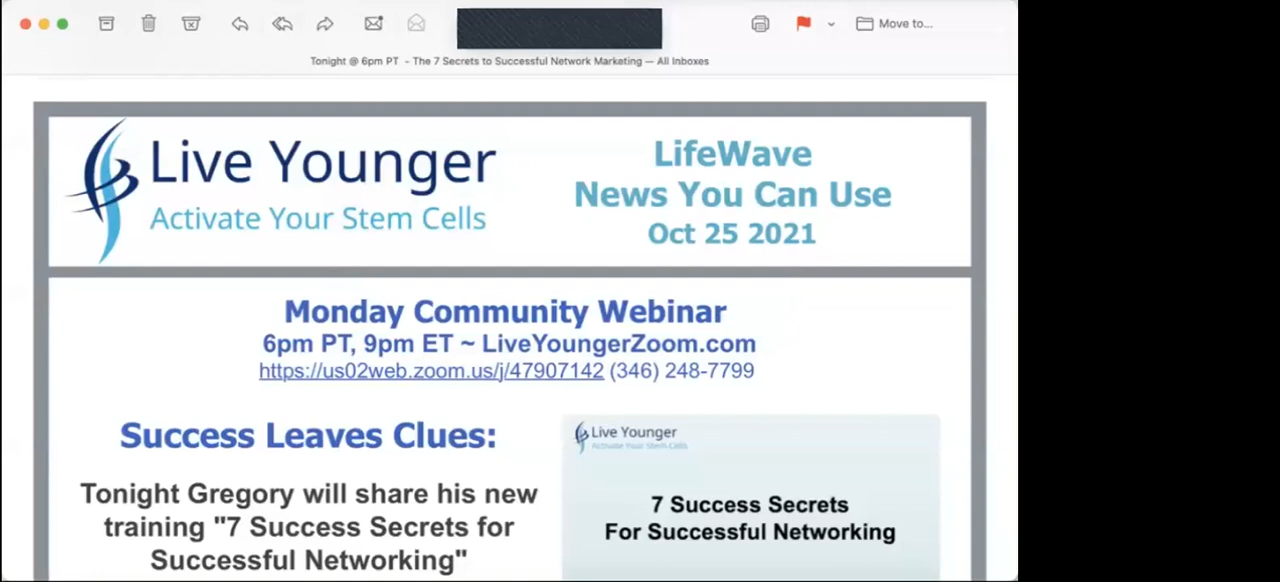 Move to...
Tonight @ 6pm PT - The 7 Secrets to Successful Network Marketing — All Inboxes
Live Younger
Activate Your Stem Cells
LifeWave
News You Can Use
Oct 25 2021
Monday Community Webinar
6pm PT, 9pm ET ~ LiveYoungerZoom.com
https://us02web.zoom.us/j/47907142 (346) 248-7799
Success Leaves Clues:
Tonight Gregory will share his new
training "7 Success Secrets for
Successful Networking"
Live Younger
Activate Your Stem Cells
7 Success Secrets
For Successful Networking